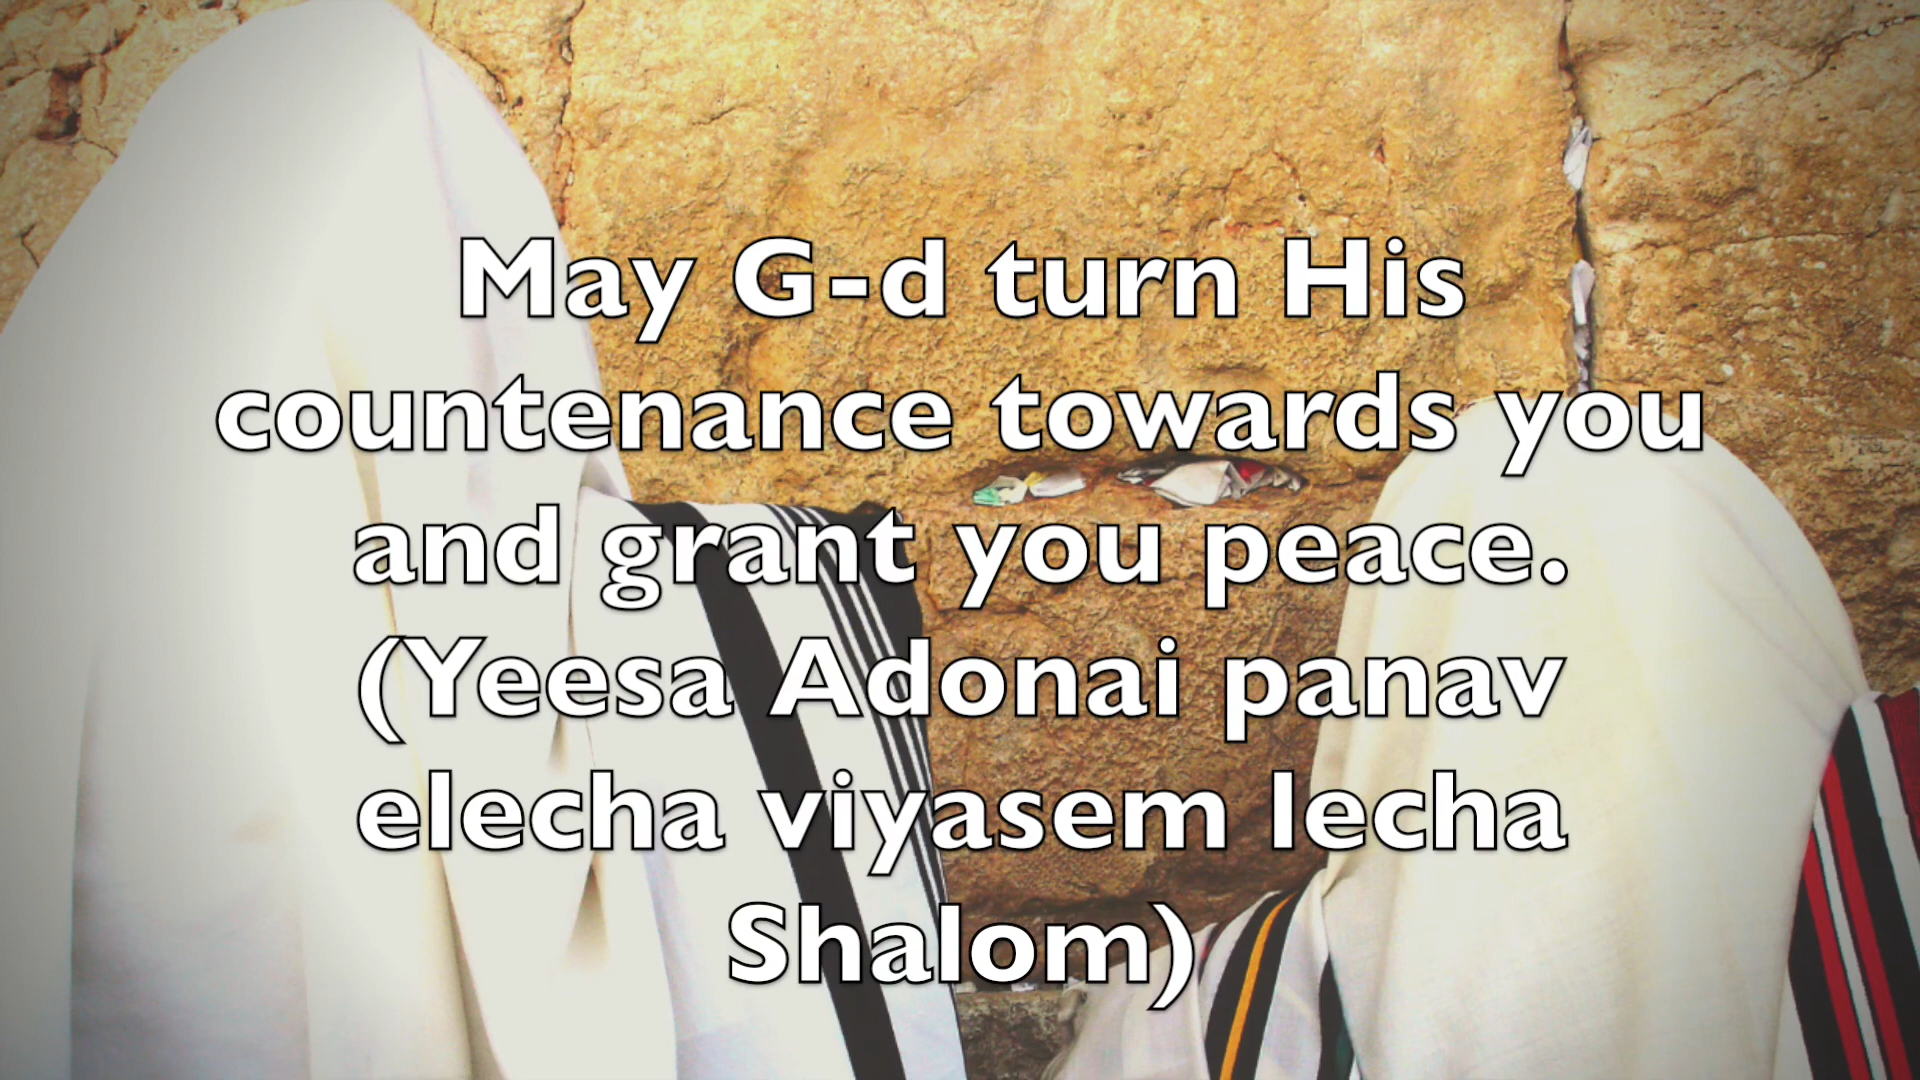 May G-d turn His
countenance towards you
and grant you peace.
(Yeesa Adonai panav
elecha viyasem lecha
Shalom)